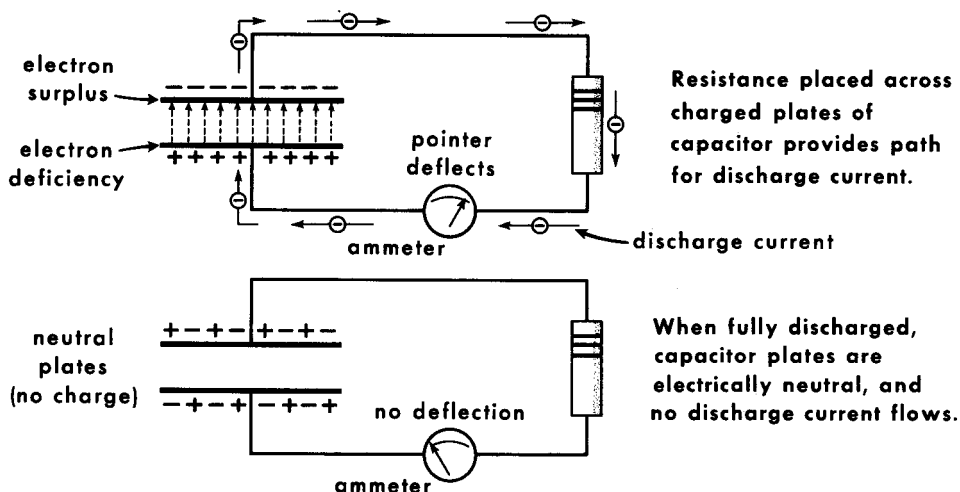 electron
surplus
− − − − − − − − −
electron
deficiency
+ + + + + + + + +
pointer
deflects
ammeter
Resistance placed across
charged plates of
capacitor provides path
for discharge current.
discharge current
neutral
plates
(no charge)
+−+−+−+−
−+−+−+−+
no deflection
ammeter
When fully discharged,
capacitor plates are
electrically neutral, and
no discharge current flows.